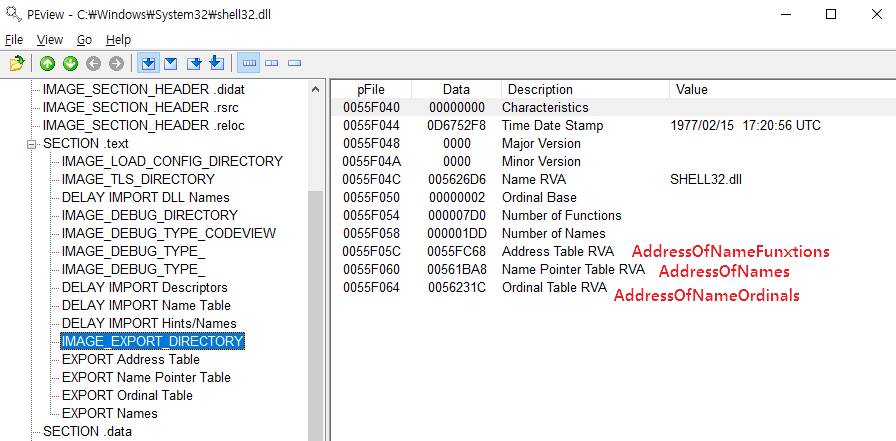 PEview - C:₩Windows₩System32₩shell32.dll
File View Go Help
IMAGE_SECTION_HEADER .didat
IMAGE_SECTION_HEADER .rsrc
IMAGE_SECTION_HEADER .reloc
SECTION .text
IMAGE_LOAD_CONFIG_DIRECTORY
IMAGE_TLS_DIRECTORY
DELAY IMPORT DLL Names
IMAGE_DEBUG_DIRECTORY
IMAGE_DEBUG_TYPE_CODEVIEW
IMAGE_DEBUG_TYPE_
IMAGE_DEBUG_TYPE_
DELAY IMPORT Descriptors
DELAY IMPORT Name Table
DELAY IMPORT Hints/Names
IMAGE_EXPORT_DIRECTORY
EXPORT Address Table
EXPORT Name Pointer Table
EXPORT Ordinal Table
EXPORT Names
SECTION .data
pFile Data Description Value
0055F040 00000000 Characteristics
0055F044 0D6752F8 Time Date Stamp 1977/02/15 17:20:56 UTC
0055F048 0000 Major Version
0055F04A 0000 Minor Version
0055F04C 005626D6 Name RVA SHELL32.dll
0055F050 00000002 Ordinal Base
0055F054 000007D0 Number of Functions
0055F058 000001DD Number of Names
0055F05C 0055FC68 Address Table RVA AddressOfNameFunxtions
0055F060 00561BA8 Name Pointer Table RVA AddressOfNames
0055F064 0056231C Ordinal Table RVA AddressOfNameOrdinals